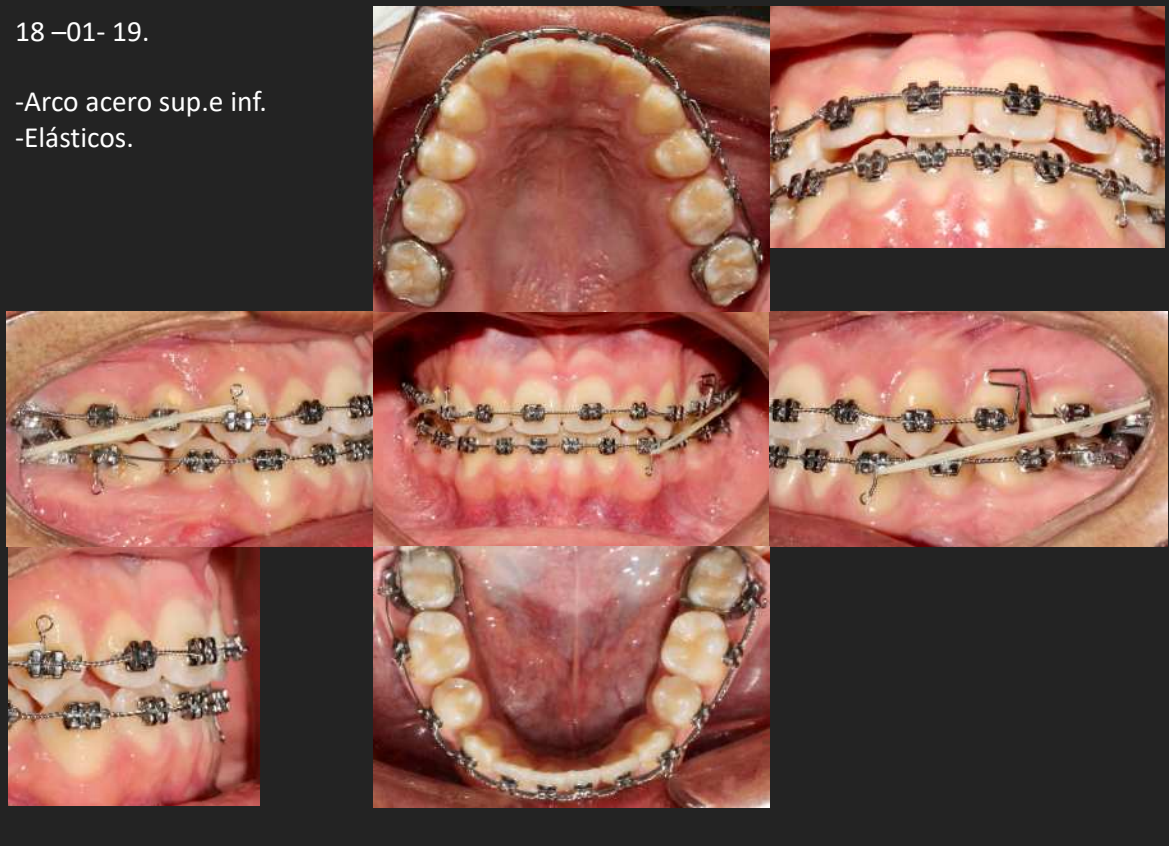 18 –01- 19.
-Arco acero sup.e inf.
-Elásticos.